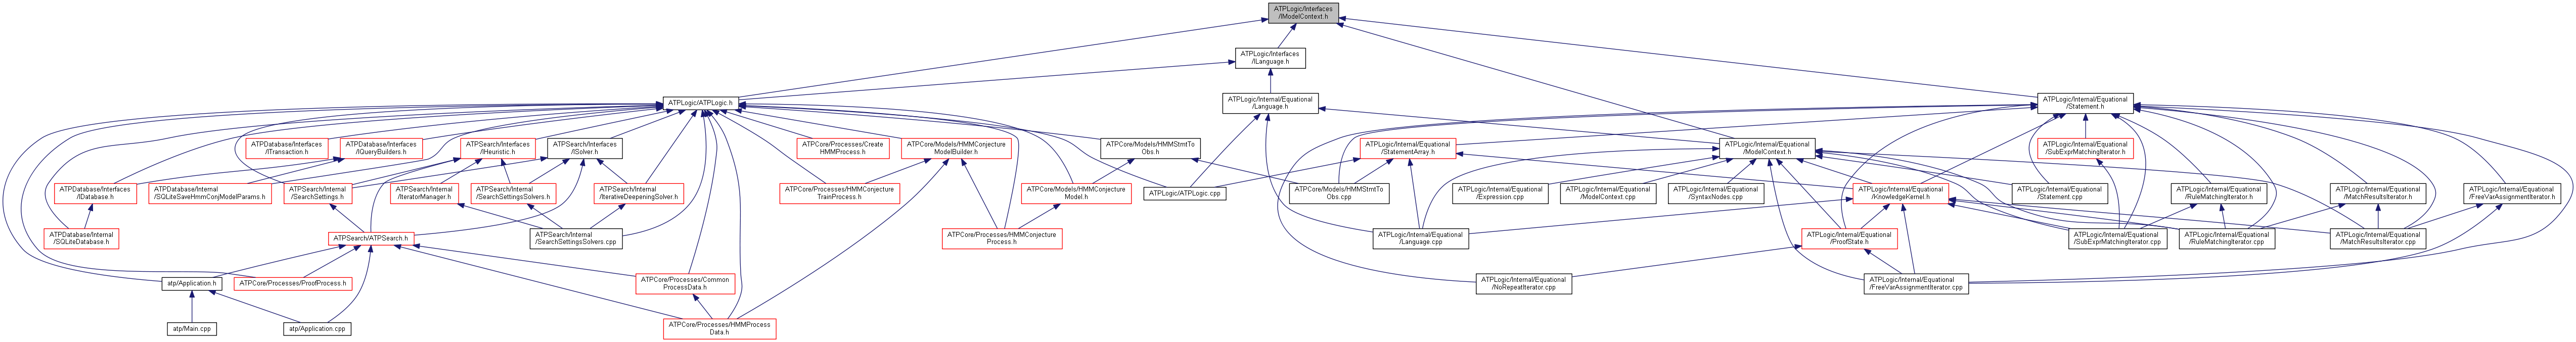 ATPLogic/Interfaces
/IModelContext.h
ATPLogic/Interfaces
/ILanguage.h
ATPLogic/ATPLogic.h
ATPLogic/Internal/Equational
/Language.h
ATPLogic/Internal/Equational
/Statement.h
ATPDatabase/Interfaces
/ITransaction.h
ATPDatabase/Interfaces
/IQueryBuilders.h
ATPSearch/Interfaces
/IHeuristic.h
ATPSearch/Interfaces
/ISolver.h
ATPCore/Processes/Create
HMMProcess.h
ATPCore/Models/HMMConjecture
ModelBuilder.h
ATPCore/Models/HMMStmtTo
Obs.h
ATPLogic/Internal/Equational
/StatementArray.h
ATPLogic/Internal/Equational
/ModelContext.h
ATPLogic/Internal/Equational
/SubExprMatchingIterator.h
ATPDatabase/Interfaces
/IDatabase.h
ATPDatabase/Internal
/SQLiteSaveHmmConjModelParams.h
ATPSearch/Internal
/SearchSettings.h
ATPSearch/Internal
/IteratorManager.h
ATPSearch/Internal
/SearchSettingsSolvers.h
ATPSearch/Internal
/IterativeDeepeningSolver.h
ATPCore/Processes/HMMConjecture
TrainProcess.h
ATPCore/Models/HMMConjecture
Model.h
ATPLogic/ATPLogic.cpp
ATPCore/Models/HMMStmtTo
Obs.cpp
ATPLogic/Internal/Equational
/Expression.cpp
ATPLogic/Internal/Equational
/ModelContext.cpp
ATPLogic/Internal/Equational
/SyntaxNodes.cpp
ATPLogic/Internal/Equational
/KnowledgeKernel.h
ATPLogic/Internal/Equational
/Statement.cpp
ATPLogic/Internal/Equational
/RuleMatchingIterator.h
ATPLogic/Internal/Equational
/MatchResultsIterator.h
ATPLogic/Internal/Equational
/FreeVarAssignmentIterator.h
ATPDatabase/Internal
/SQLiteDatabase.h
ATPSearch/ATPSearch.h
ATPSearch/Internal
/SearchSettingsSolvers.cpp
ATPCore/Processes/HMMConjecture
Process.h
ATPLogic/Internal/Equational
/Language.cpp
ATPLogic/Internal/Equational
/ProofState.h
ATPLogic/Internal/Equational
/SubExprMatchingIterator.cpp
ATPLogic/Internal/Equational
/RuleMatchingIterator.cpp
ATPLogic/Internal/Equational
/MatchResultsIterator.cpp
atp/Application.h
ATPCore/Processes/ProofProcess.h
ATPCore/Processes/Common
ProcessData.h
ATPLogic/Internal/Equational
/NoRepeatIterator.cpp
ATPLogic/Internal/Equational
/FreeVarAssignmentIterator.cpp
atp/Main.cpp
atp/Application.cpp
ATPCore/Processes/HMMProcess
Data.h